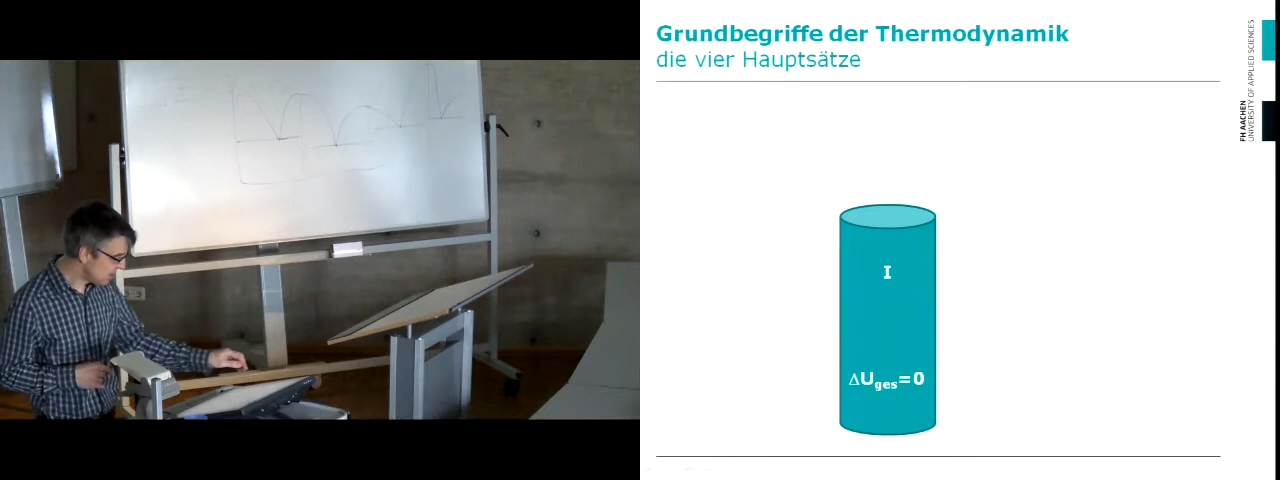 Grundbegriffe der Thermodynamik
die vier Hauptsätze
FH AACHEN
UNIVERSITY OF APPLIED SCIENCES
I
ΔUges=0